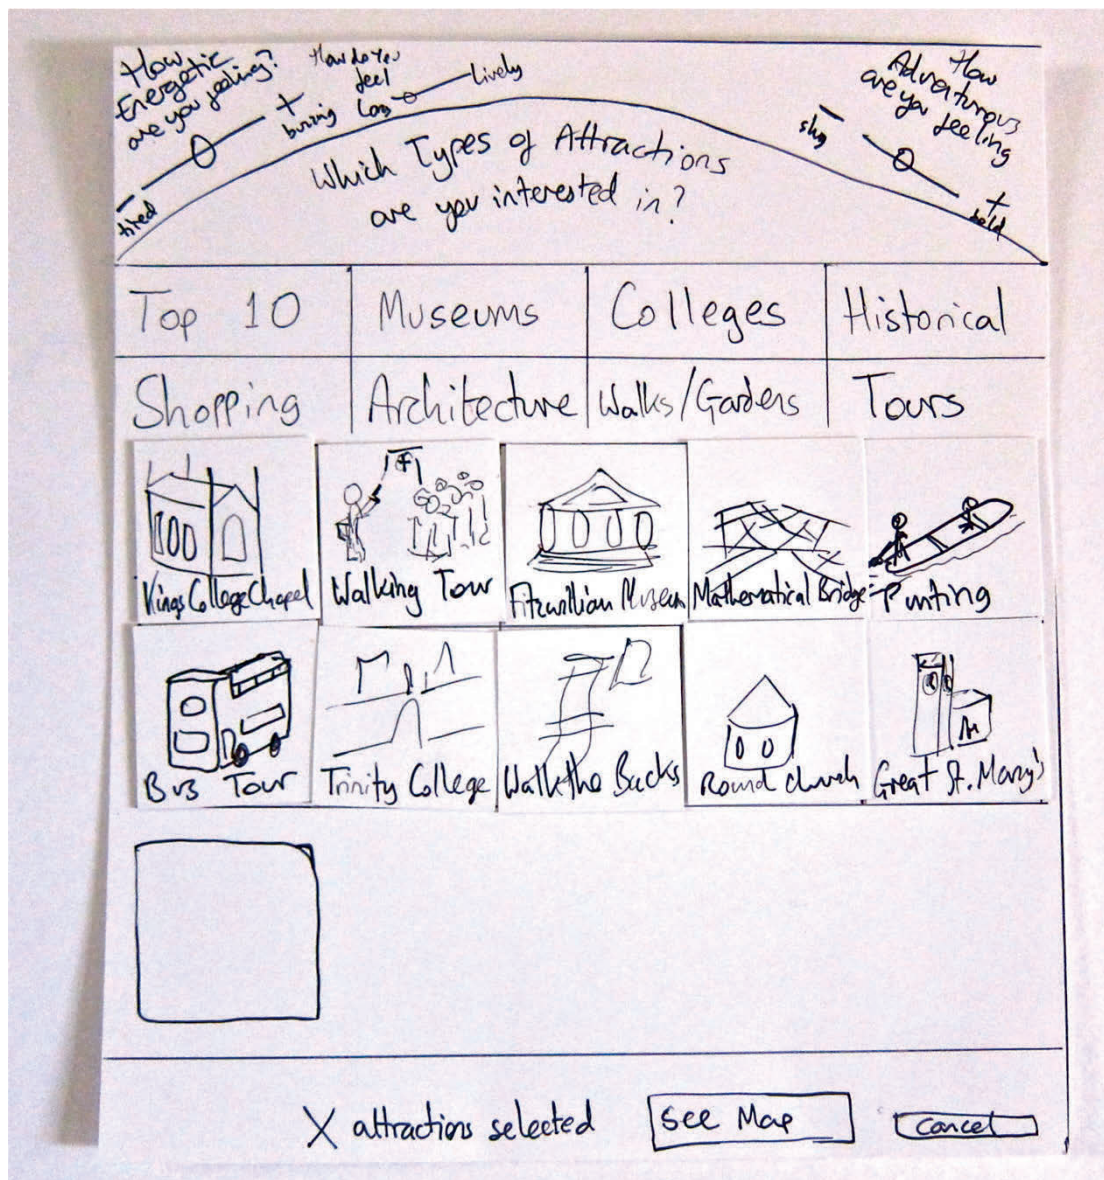 How
Energetic
are you feeling?
+
buzzing
−
tired
How do you
feel
Lively
How
Adventurous
are you feeling
−
shy
+
bold
Which Types of Attractions
are you interested in?
Top 10 Museums Colleges Historical
Shopping Architecture Walks/Gardens Tours
Kings College Chapel Walking Tour Fitzwillian Museum Mathematical Bridge Punting
Bus Tour Trinity College Walk the Backs Round church Great St. Mary's
X attractions selected See Map Cancel